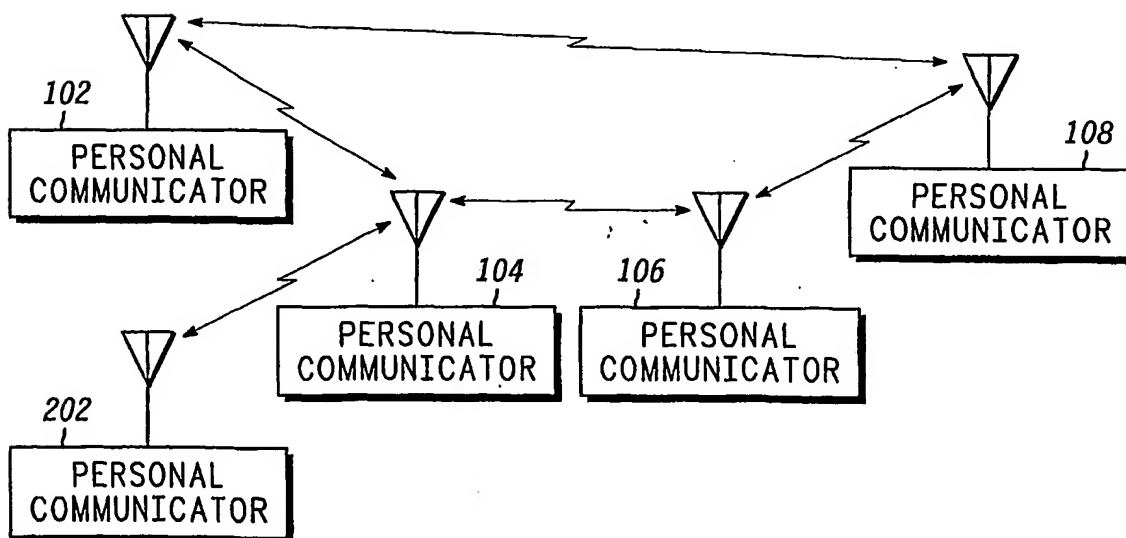 102
PERSONAL
COMMUNICATOR
108
PERSONAL
COMMUNICATOR
104
PERSONAL
COMMUNICATOR
106
PERSONAL
COMMUNICATOR
202
PERSONAL
COMMUNICATOR